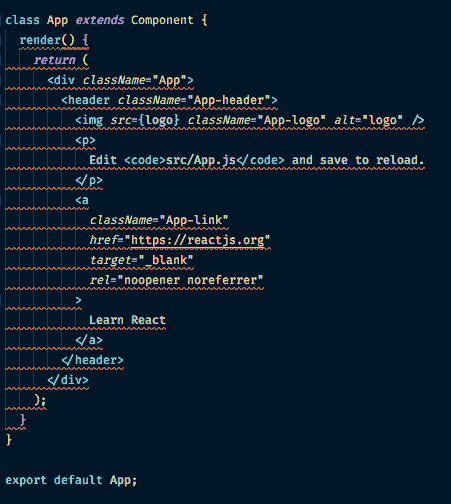 class App extends Component {
  render() {
    return (
      <div className="App">
        <header className="App-header">
          <img src={logo} className="App-logo" alt="logo" />
          <p>
            Edit <code>src/App.js</code> and save to reload.
          </p>
          <a
            className="App-link"
            href="https://reactjs.org"
            target="_blank"
            rel="noopener noreferrer"
          >
            Learn React
          </a>
        </header>
      </div>
    );
  }
}
export default App;